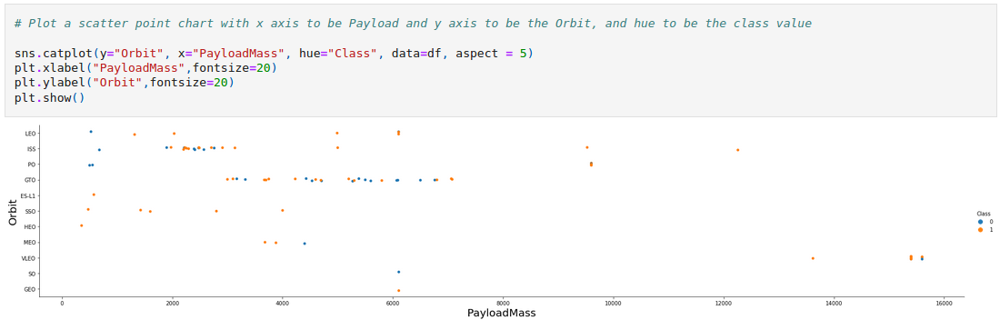 # Plot a scatter point chart with x axis to be Payload and y axis to be the Orbit, and hue to be the class value
sns.catplot(y="Orbit", x="PayloadMass", hue="Class", data=df, aspect = 5)
plt.xlabel("PayloadMass",fontsize=20)
plt.ylabel("Orbit",fontsize=20)
plt.show()
LEO
ISS
PO
GTO
ES-L1
SSO
HEO
MEO
VLEO
SO
GEO
Orbit
Class
0
1
0 2000 4000 6000 8000 10000 12000 14000 16000
PayloadMass